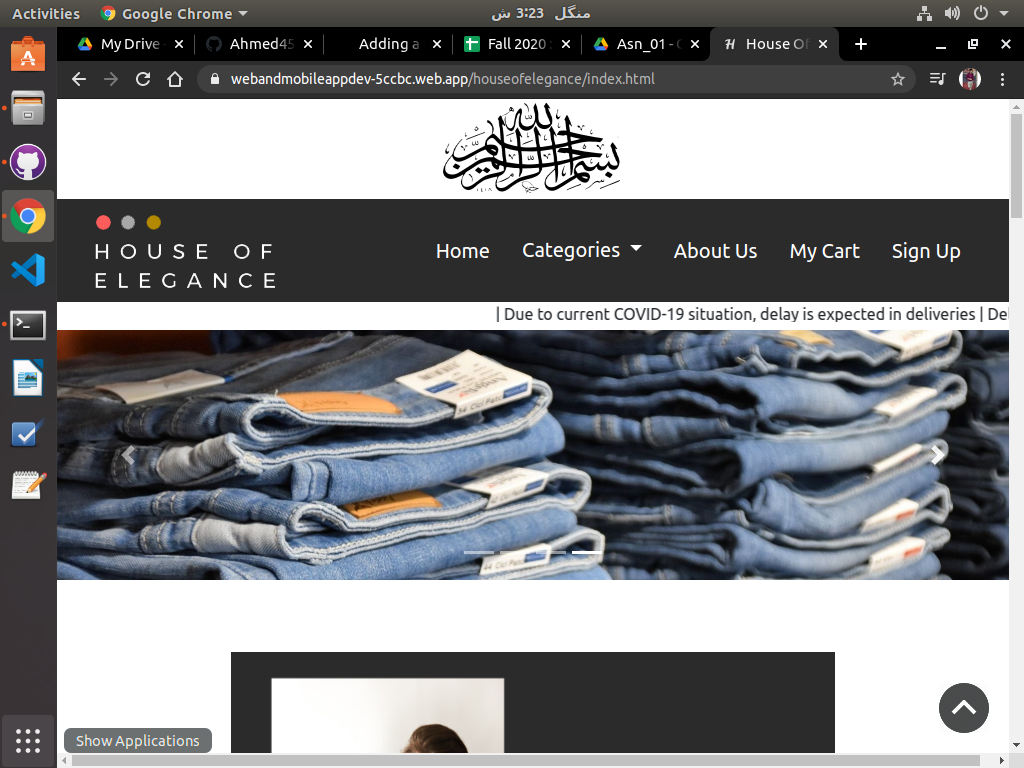 Activities
Google Chrome
منگل 3:23 ش
My Drive
Ahmed45
Adding a
Fall 2020
Asn_01 - C
House Of
webandmobileappdev-5ccbc.web.app/houseofelegance/index.html
بسم الله الرحمن الرحيم
HOUSE OF
ELEGANCE
Home
Categories
About Us
My Cart
Sign Up
| Due to current COVID-19 situation, delay is expected in deliveries | Del
Show Applications